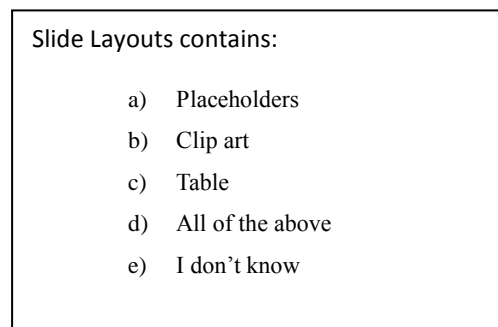 Slide Layouts contains:
a) Placeholders
b) Clip art
c) Table
d) All of the above
e) I don’t know